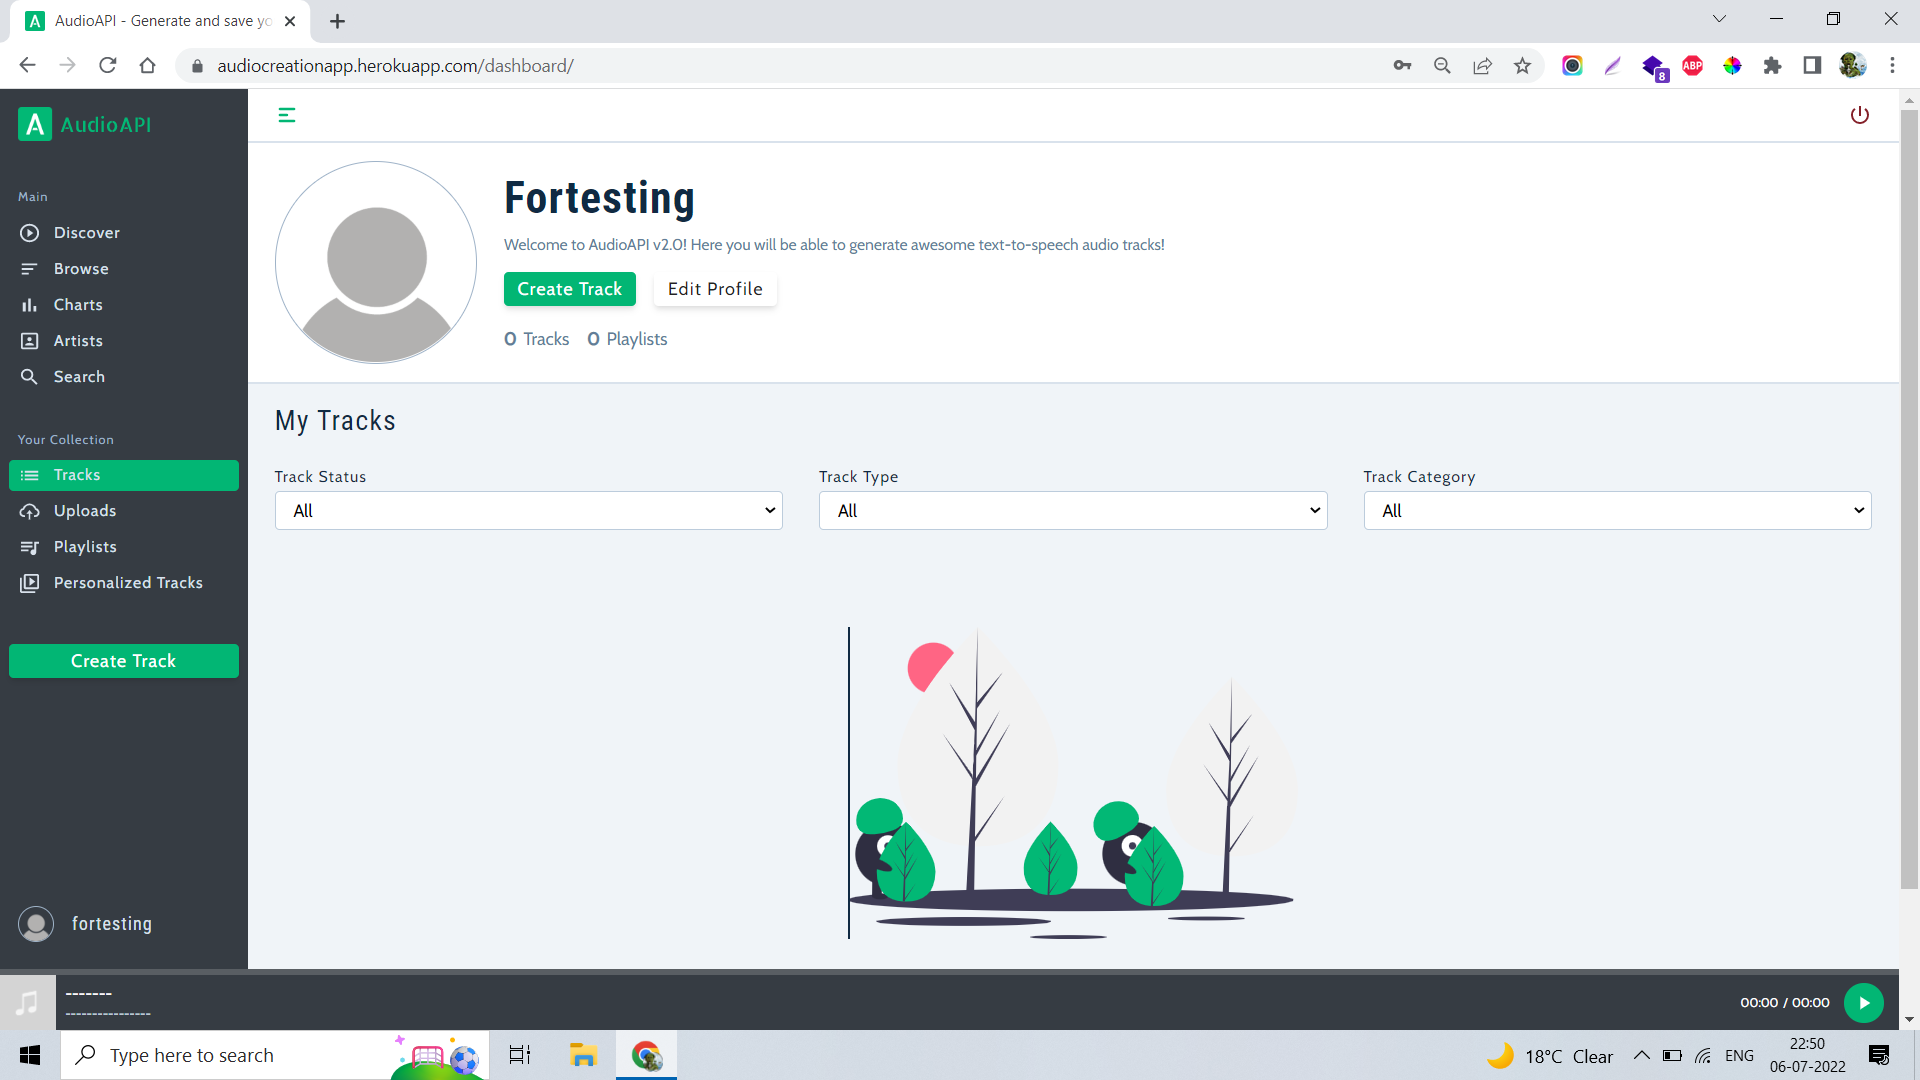 AudioAPI - Generate and save yo
audiocreationapp.herokuapp.com/dashboard/
8
ABP
A AudioAPI
Main
Discover
Browse
Charts
Artists
Search
Your Collection
Tracks
Uploads
Playlists
Personalized Tracks
Create Track
fortesting
Fortesting
Welcome to AudioAPI v2.0! Here you will be able to generate awesome text-to-speech audio tracks!
Create Track Edit Profile
0 Tracks 0 Playlists
My Tracks
Track Status Track Type Track Category
All All All
-------
----------------
00:00 / 00:00
Type here to search
18°C Clear
ENG
22:50
06-07-2022